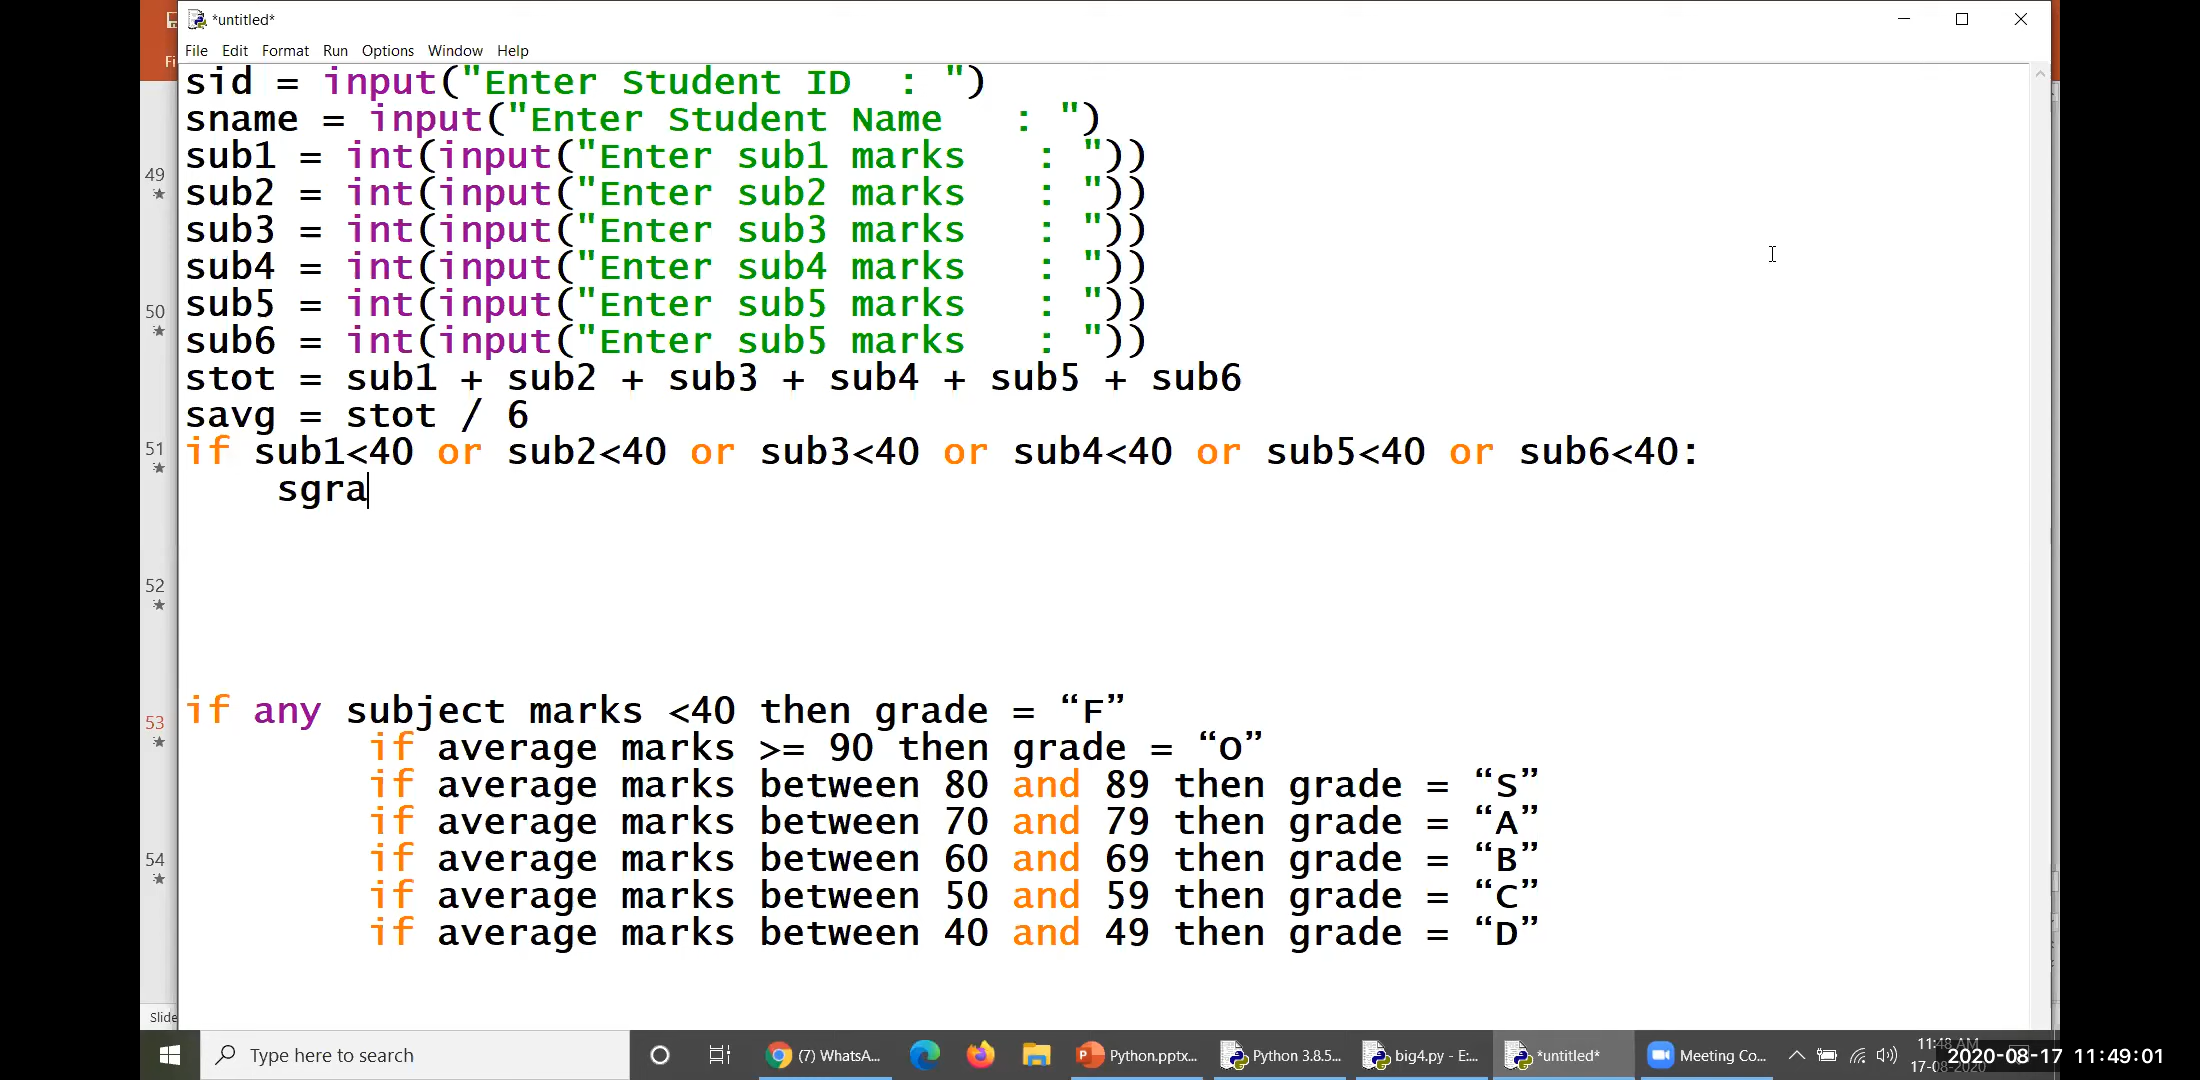 *untitled*
File Edit Format Run Options Window Help
sid = input("Enter Student ID  : ")
sname = input("Enter Student Name   : ")
sub1 = int(input("Enter sub1 marks   : "))
sub2 = int(input("Enter sub2 marks   : "))
sub3 = int(input("Enter sub3 marks   : "))
sub4 = int(input("Enter sub4 marks   : "))
sub5 = int(input("Enter sub5 marks   : "))
sub6 = int(input("Enter sub5 marks   : "))
stot = sub1 + sub2 + sub3 + sub4 + sub5 + sub6
savg = stot / 6
if sub1<40 or sub2<40 or sub3<40 or sub4<40 or sub5<40 or sub6<40:
    sgra
if any subject marks <40 then grade = “F”
        if average marks >= 90 then grade = “O”
        if average marks between 80 and 89 then grade = “S”
        if average marks between 70 and 79 then grade = “A”
        if average marks between 60 and 69 then grade = “B”
        if average marks between 50 and 59 then grade = “C”
        if average marks between 40 and 49 then grade = “D”
49
50
51
52
53
54
Slide
Type here to search
(7) WhatsA...
Python.pptx...
Python 3.8.5...
big4.py - E:...
*untitled*
Meeting Co...
11:48 AM
17-08-2020
2020-08-17 11:49:01